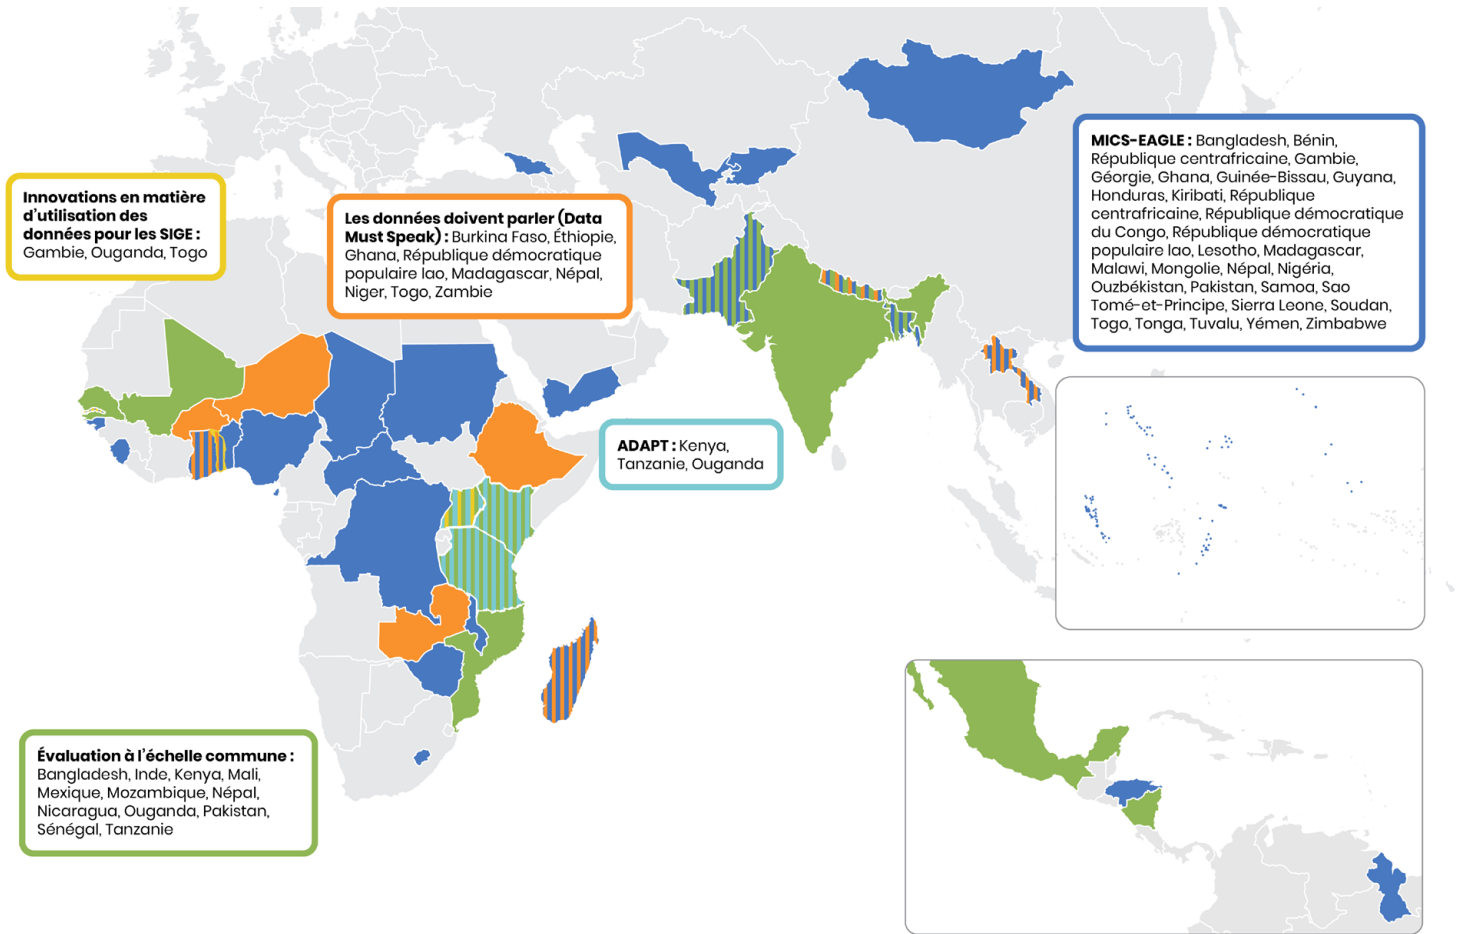 Innovations en matière
d’utilisation des
données pour les SIGE :
Gambie, Ouganda, Togo
Les données doivent parler (Data
Must Speak) : Burkina Faso, Éthiopie,
Ghana, République démocratique
populaire lao, Madagascar, Népal,
Niger, Togo, Zambie
MICS-EAGLE : Bangladesh, Bénin,
République centrafricaine, Gambie,
Géorgie, Ghana, Guinée-Bissau, Guyana,
Honduras, Kiribati, République
centrafricaine, République démocratique
du Congo, République démocratique
populaire lao, Lesotho, Madagascar,
Malawi, Mongolie, Népal, Nigéria,
Ouzbékistan, Pakistan, Samoa, Sao
Tomé-et-Principe, Sierra Leone, Soudan,
Togo, Tonga, Tuvalu, Yémen, Zimbabwe
ADAPT : Kenya,
Tanzanie, Ouganda
Évaluation à l’échelle commune :
Bangladesh, Inde, Kenya, Mali,
Mexique, Mozambique, Népal,
Nicaragua, Ouganda, Pakistan,
Sénégal, Tanzanie